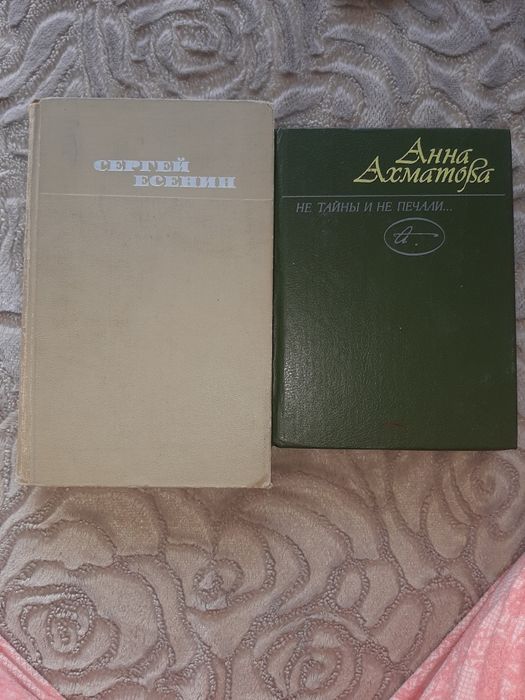 СЕРГЕЙ
ЕСЕНИН
Анна
Ахматова
НЕ ТАЙНЫ И НЕ ПЕЧАЛИ...
А.